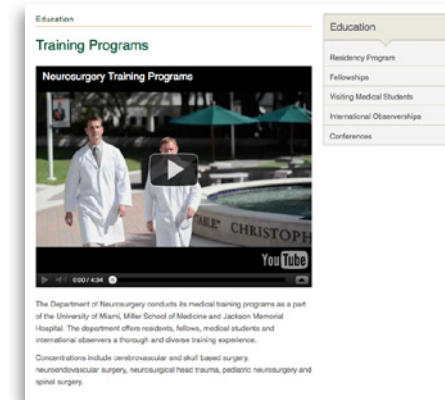 Education
Training Programs
Neurosurgery Training Programs
CHRISTOPH
You Tube
0:00 / 4:34
The Department of Neurosurgery conducts its medical training programs as a part
of the University of Miami, Miller School of Medicine and Jackson Memorial
Hospital. The department offers residents, fellows, medical students and
international observers a thorough and diverse training experience.
Concentrations include cerebrovascular and skull based surgery,
neuroendovascular surgery, neurosurgical head trauma, pediatric neurosurgery and
spinal surgery.
Education
Residency Program
Fellowships
Visiting Medical Students
International Observerships
Conferences